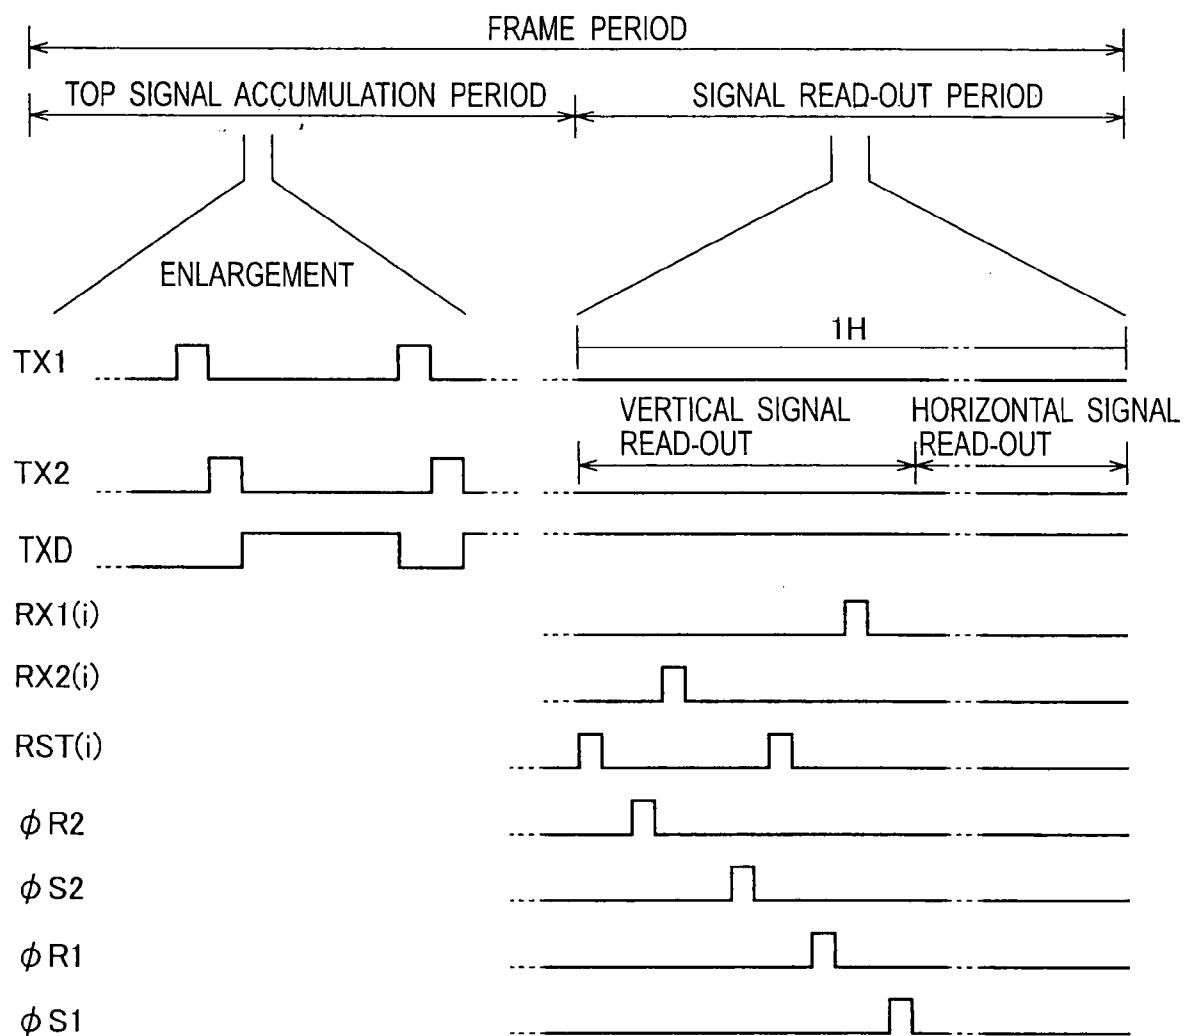 FRAME PERIOD
TOP SIGNAL ACCUMULATION PERIOD
SIGNAL READ-OUT PERIOD
ENLARGEMENT
1H
TX1
VERTICAL SIGNAL
READ-OUT
HORIZONTAL SIGNAL
READ-OUT
TX2
TXD
RX1(i)
RX2(i)
RST(i)
ϕR2
ϕS2
ϕR1
ϕS1